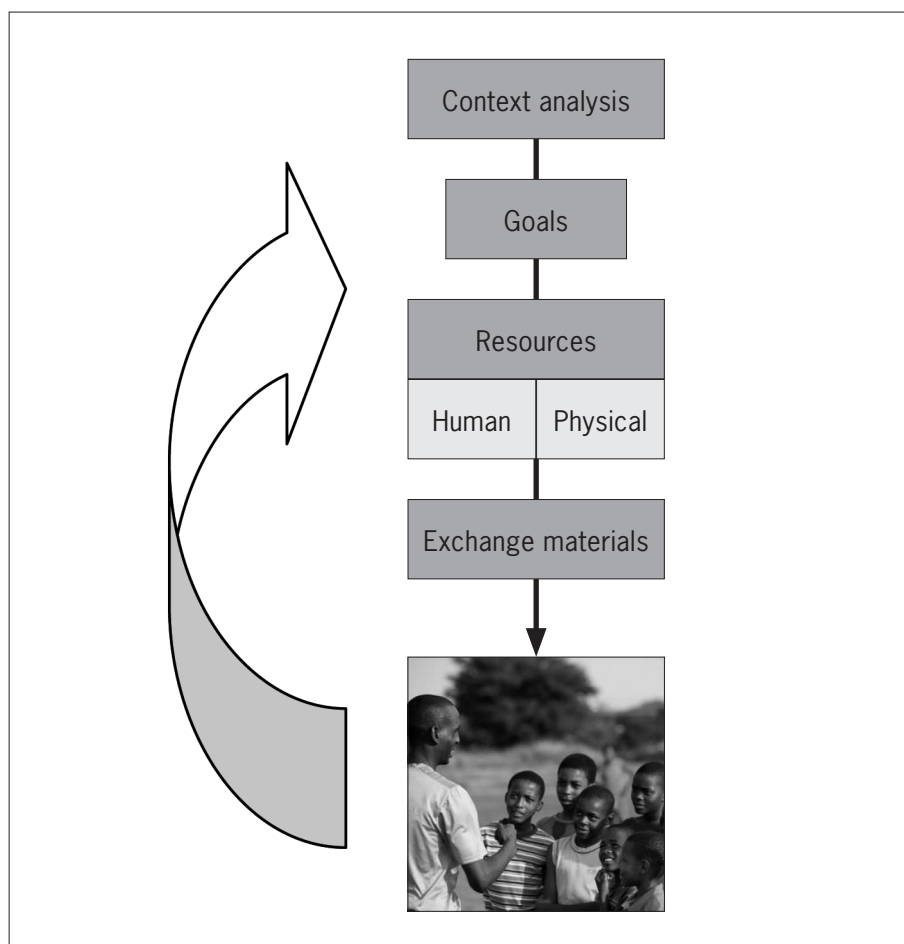 Context analysis
Goals
Resources
Human Physical
Exchange materials